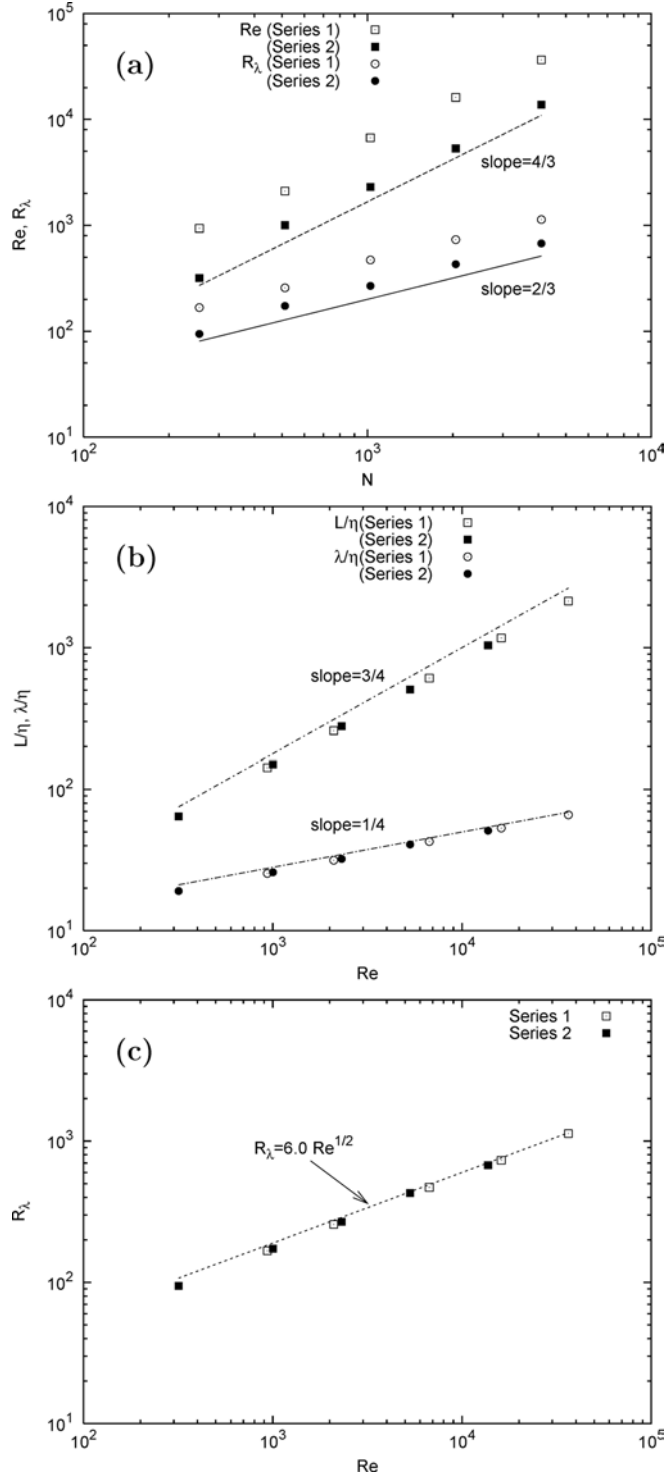 (a)
Re (Series 1)
(Series 2)
R_λ (Series 1)
(Series 2)
10^5
10^4
10^3
10^2
10^1
Re, R_λ
slope=4/3
slope=2/3
10^2
10^3
10^4
N
(b)
L/η(Series 1)
(Series 2)
λ/η(Series 1)
(Series 2)
10^4
10^3
10^2
10^1
L/η, λ/η
slope=3/4
slope=1/4
10^2
10^3
10^4
10^5
Re
(c)
Series 1
Series 2
10^4
10^3
10^2
10^1
R_λ
R_λ=6.0 Re^1/2
10^2
10^3
10^4
10^5
Re